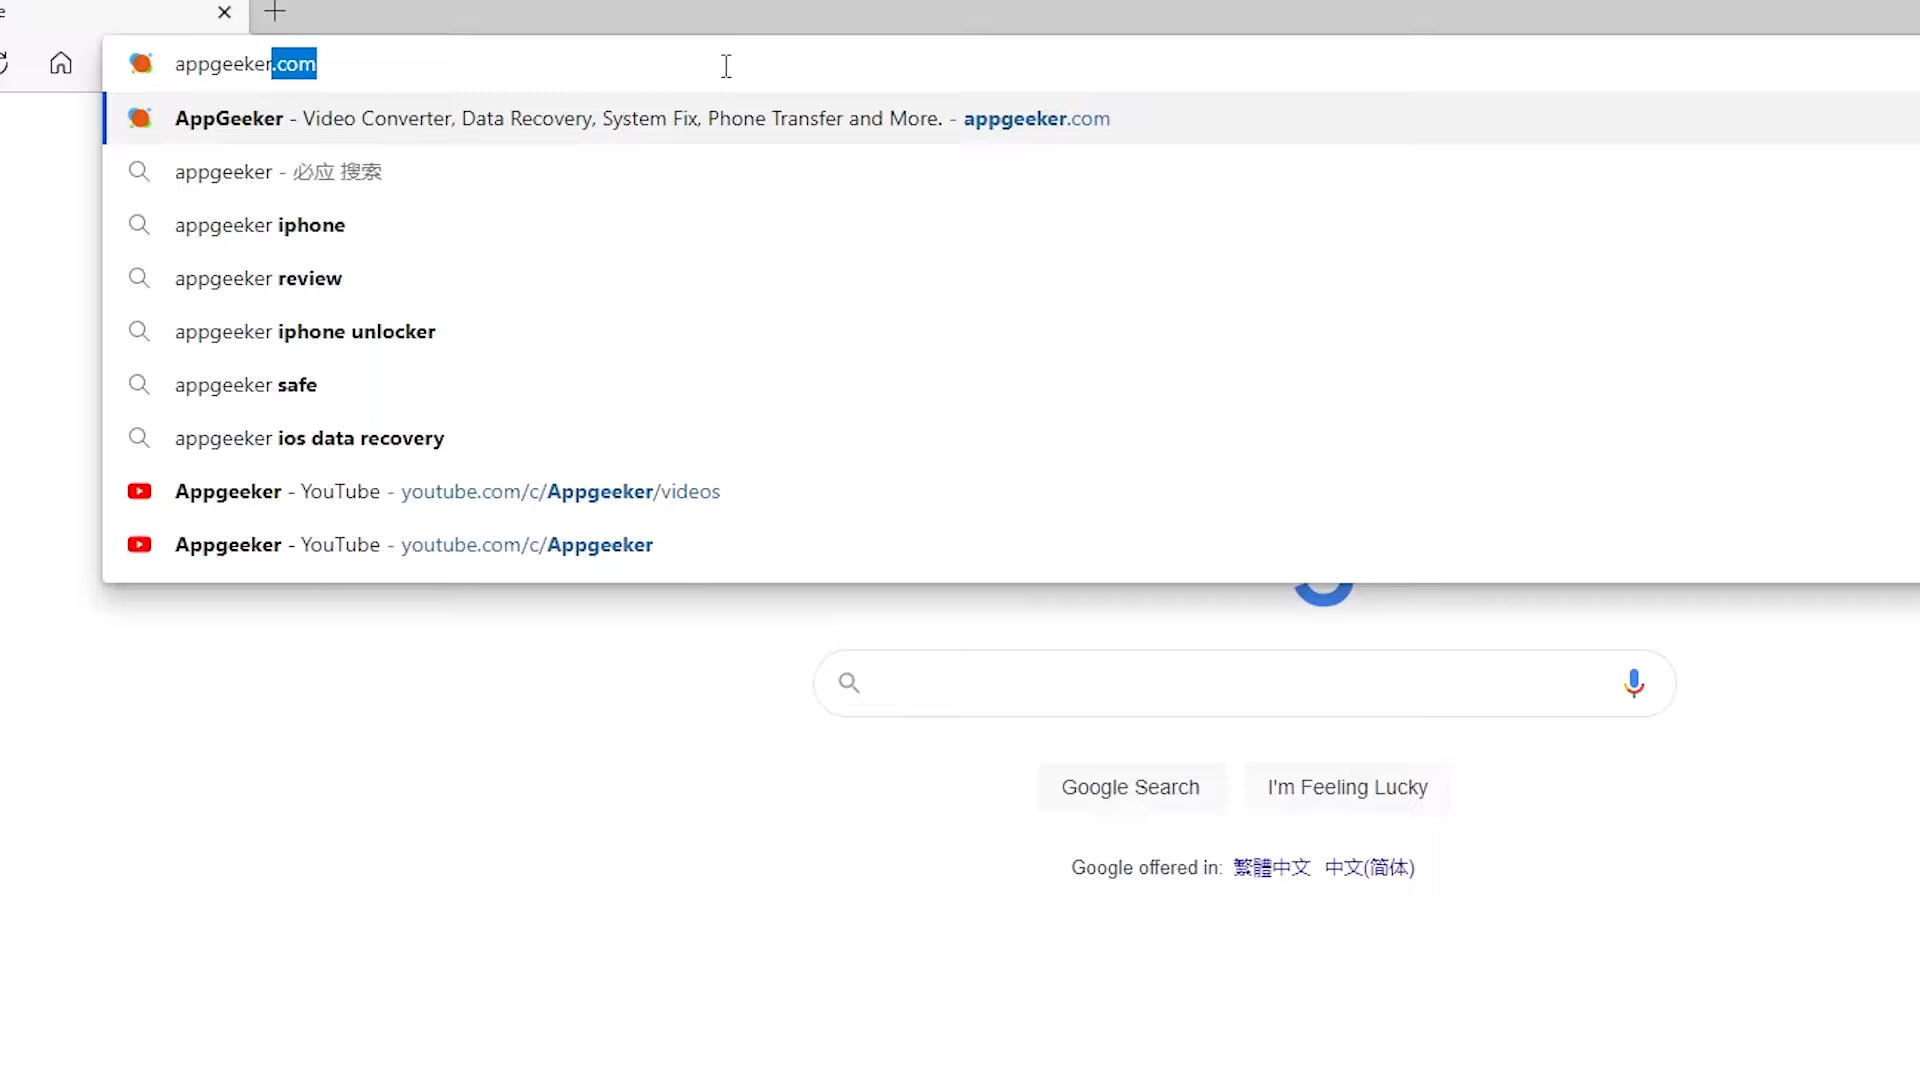 appgeeker.com
AppGeeker - Video Converter, Data Recovery, System Fix, Phone Transfer and More. - appgeeker.com
appgeeker - 必应 搜索
appgeeker iphone
appgeeker review
appgeeker iphone unlocker
appgeeker safe
appgeeker ios data recovery
Appgeeker - YouTube - youtube.com/c/Appgeeker/videos
Appgeeker - YouTube - youtube.com/c/Appgeeker
Google Search
I'm Feeling Lucky
Google offered in: 繁體中文 中文(简体)